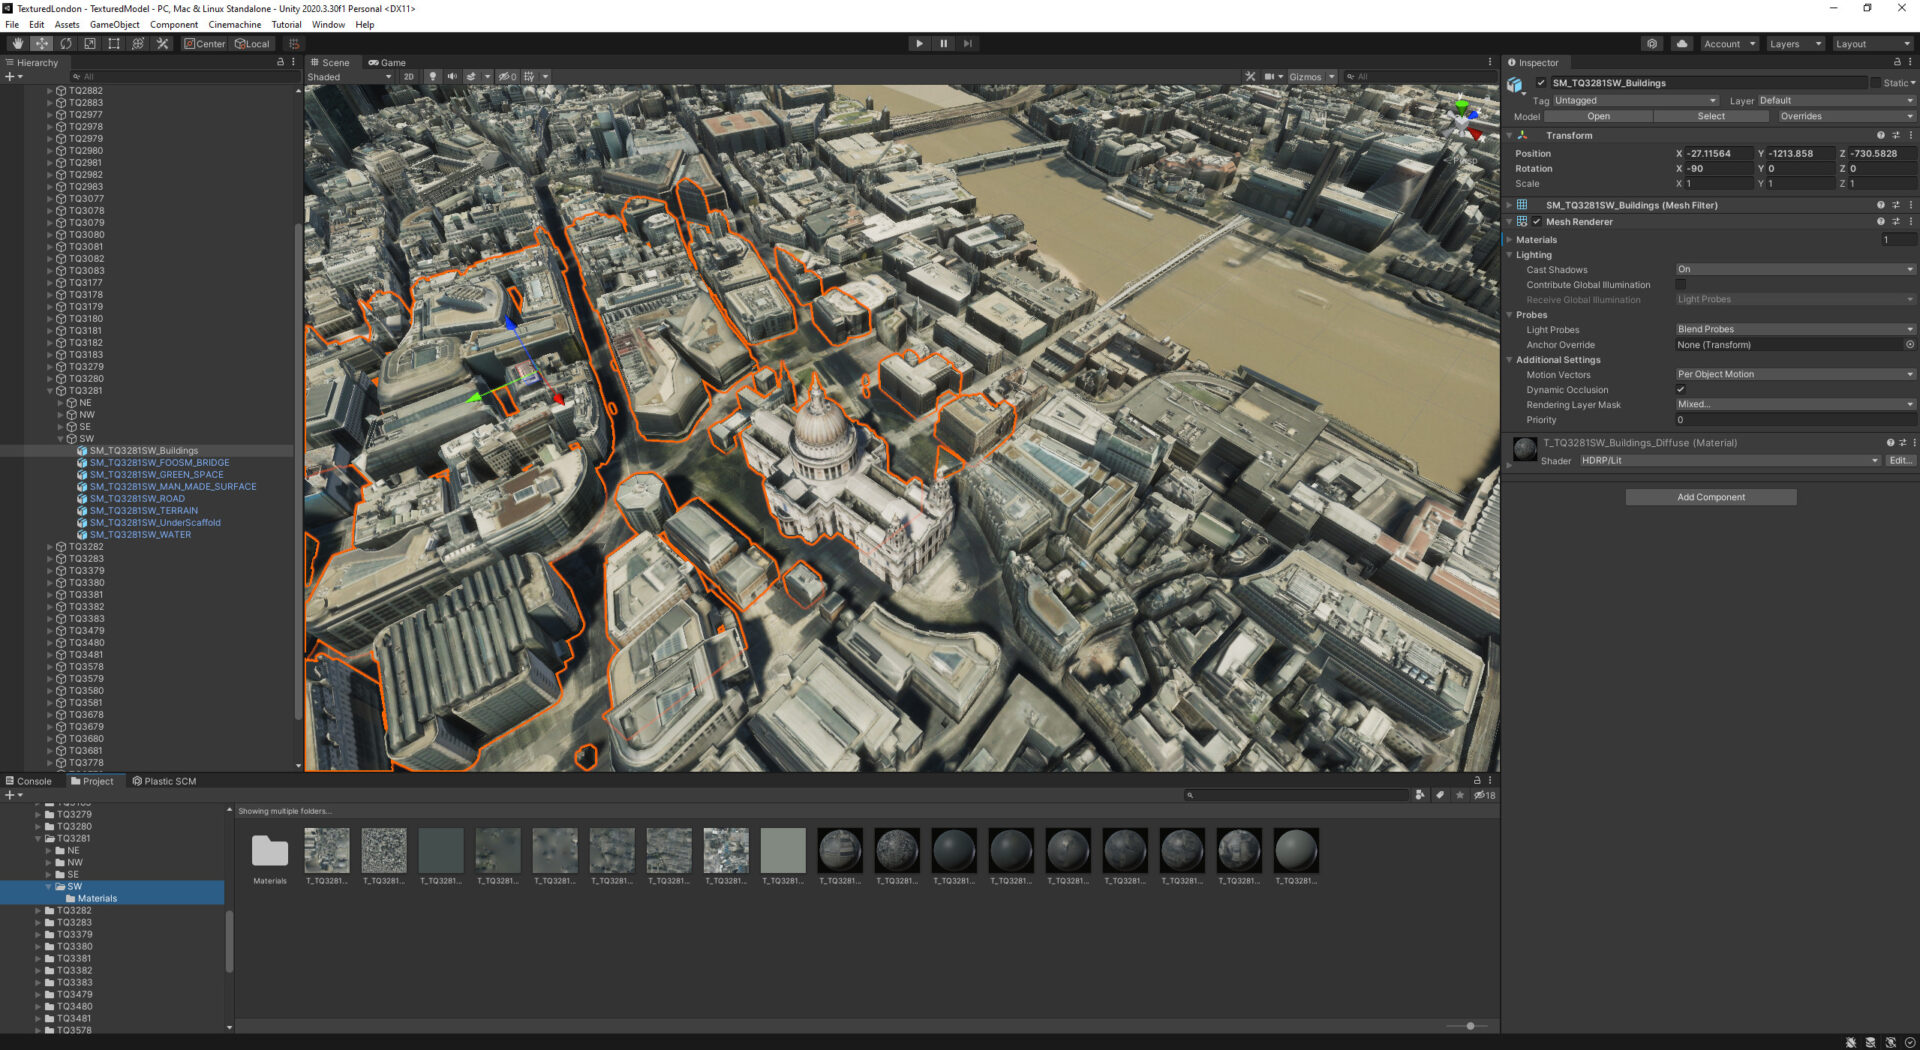 TexturedLondon - TexturedModel - PC, Mac & Linux Standalone - Unity 2020.3.30f1 Personal <DX11>
File Edit Assets GameObject Component Cinemachine Tutorial Window Help
Center Local Account Layers Layout
Hierarchy
All
TQ2882
TQ2883
TQ2977
TQ2978
TQ2979
TQ2980
TQ2981
TQ2982
TQ2983
TQ3077
TQ3078
TQ3079
TQ3080
TQ3081
TQ3082
TQ3083
TQ3177
TQ3178
TQ3179
TQ3180
TQ3181
TQ3182
TQ3183
TQ3279
TQ3280
TQ3281
NE
NW
SE
SW
SM_TQ3281SW_Buildings
SM_TQ3281SW_FOOSM_BRIDGE
SM_TQ3281SW_GREEN_SPACE
SM_TQ3281SW_MAN_MADE_SURFACE
SM_TQ3281SW_ROAD
SM_TQ3281SW_TERRAIN
SM_TQ3281SW_UnderScaffold
SM_TQ3281SW_WATER
TQ3282
TQ3283
TQ3379
TQ3380
TQ3381
TQ3382
TQ3383
TQ3479
TQ3480
TQ3481
TQ3578
TQ3579
TQ3580
TQ3581
TQ3678
TQ3679
TQ3680
TQ3681
TQ3778
Scene Game
Shaded 2D 0 Gizmos All
Persp
Inspector
SM_TQ3281SW_Buildings Static
Tag Untagged Layer Default
Model Open Select Overrides
Transform
Position X -27.11564 Y -1213.858 Z -730.5828
Rotation X -90 Y 0 Z 0
Scale X 1 Y 1 Z 1
SM_TQ3281SW_Buildings (Mesh Filter)
Mesh Renderer
Materials 1
Lighting
Cast Shadows On
Contribute Global Illumination
Receive Global Illumination Light Probes
Probes
Light Probes Blend Probes
Anchor Override None (Transform)
Additional Settings
Motion Vectors Per Object Motion
Dynamic Occlusion
Rendering Layer Mask Mixed...
Priority 0
T_TQ3281SW_Buildings_Diffuse (Material)
Shader HDRP/Lit Edit...
Add Component
Console Project Plastic SCM
18
TQ3279
TQ3280
TQ3281
NE
NW
SE
SW
Materials
TQ3282
TQ3283
TQ3379
TQ3380
TQ3381
TQ3382
TQ3383
TQ3479
TQ3480
TQ3481
TQ3578
Showing multiple folders...
Materials T_TQ3281... T_TQ3281... T_TQ3281... T_TQ3281... T_TQ3281... T_TQ3281... T_TQ3281... T_TQ3281... T_TQ3281... T_TQ3281... T_TQ3281... T_TQ3281... T_TQ3281... T_TQ3281... T_TQ3281... T_TQ3281... T_TQ3281... T_TQ3281...